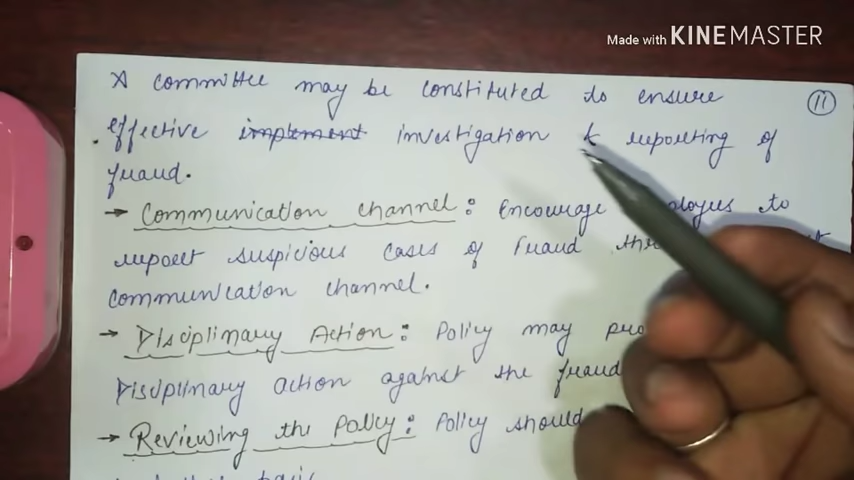 Made with KINEMASTER
A committee may be constituted to ensure
11
effective implement investigation & reporting of
fraud.
→ Communication channel: Encourage to
report suspicious cases of Fraud
communication channel.
→ Disciplinary Action: Policy may
Disciplinary action against the fraud
→ Reviewing the Policy: Policy should